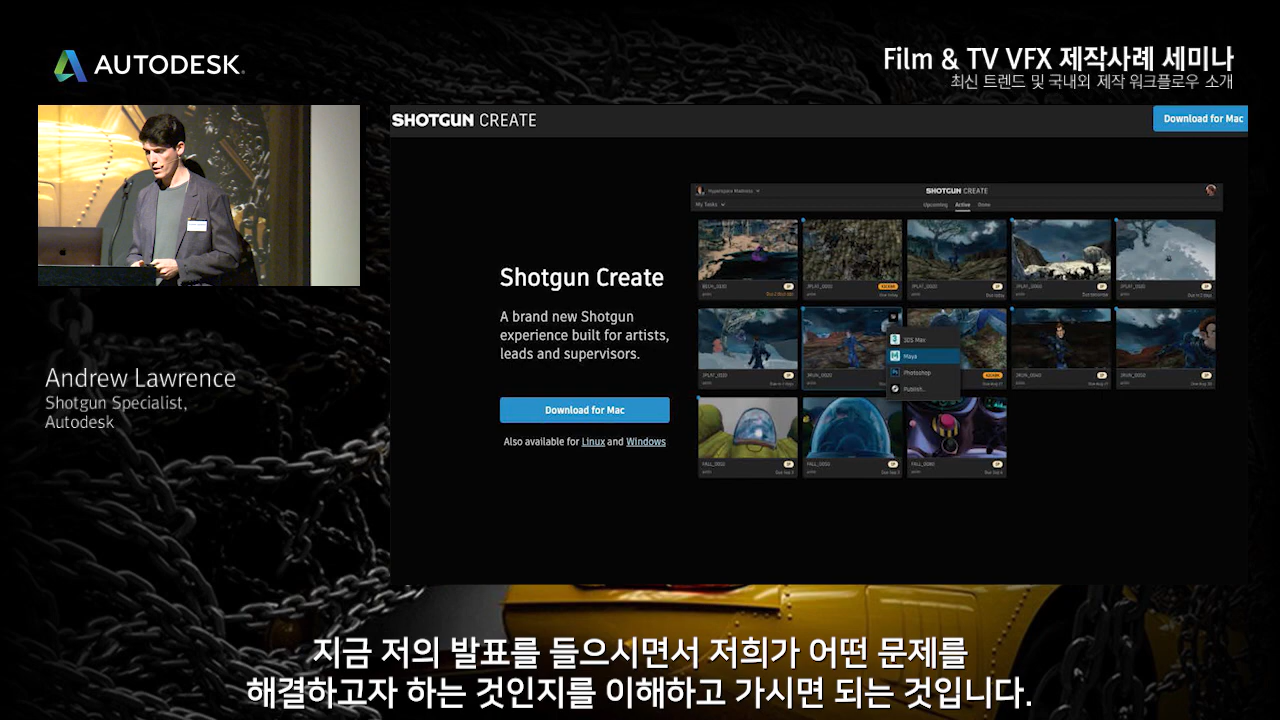 AUTODESK
Film & TV VFX 제작사례 세미나
최신 트렌드 및 국내외 제작 워크플로우 소개
SHOTGUN CREATE
Download for Mac
SHOTGUN CREATE
My Tasks
Upcoming Active Done
Shotgun Create
A brand new Shotgun
experience built for artists,
leads and supervisors.
Download for Mac
Also available for Linux and Windows
3DS Max
Maya
Photoshop
Publish...
Andrew Lawrence
Shotgun Specialist,
Autodesk
지금 저의 발표를 들으시면서 저희가 어떤 문제를
해결하고자 하는 것인지를 이해하고 가시면 되는 것입니다.